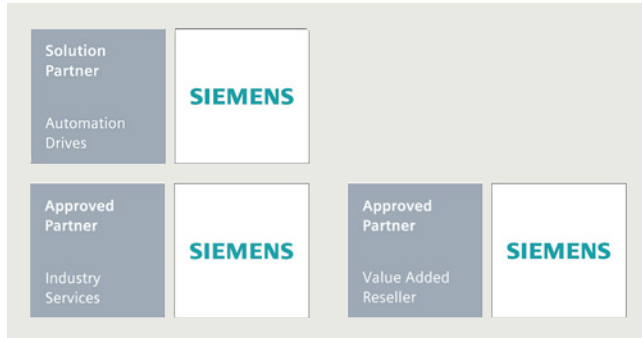 Solution
Partner
Automation
Drives
SIEMENS
Approved
Partner
Industry
Services
SIEMENS
Approved
Partner
Value Added
Reseller
SIEMENS